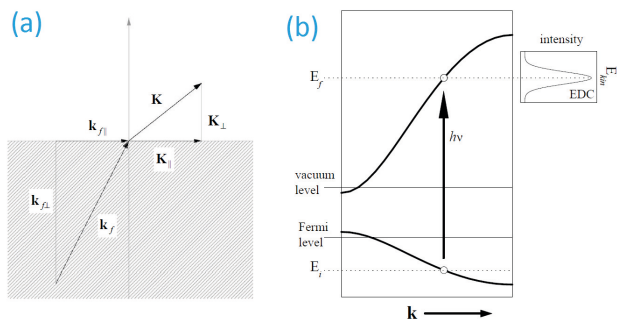 (a)
K
k_f∥
K_⊥
K_∥
k_f⊥
k_f
(b)
intensity
E_f
E_kin
EDC
hν
vacuum
level
Fermi
level
E_i
k